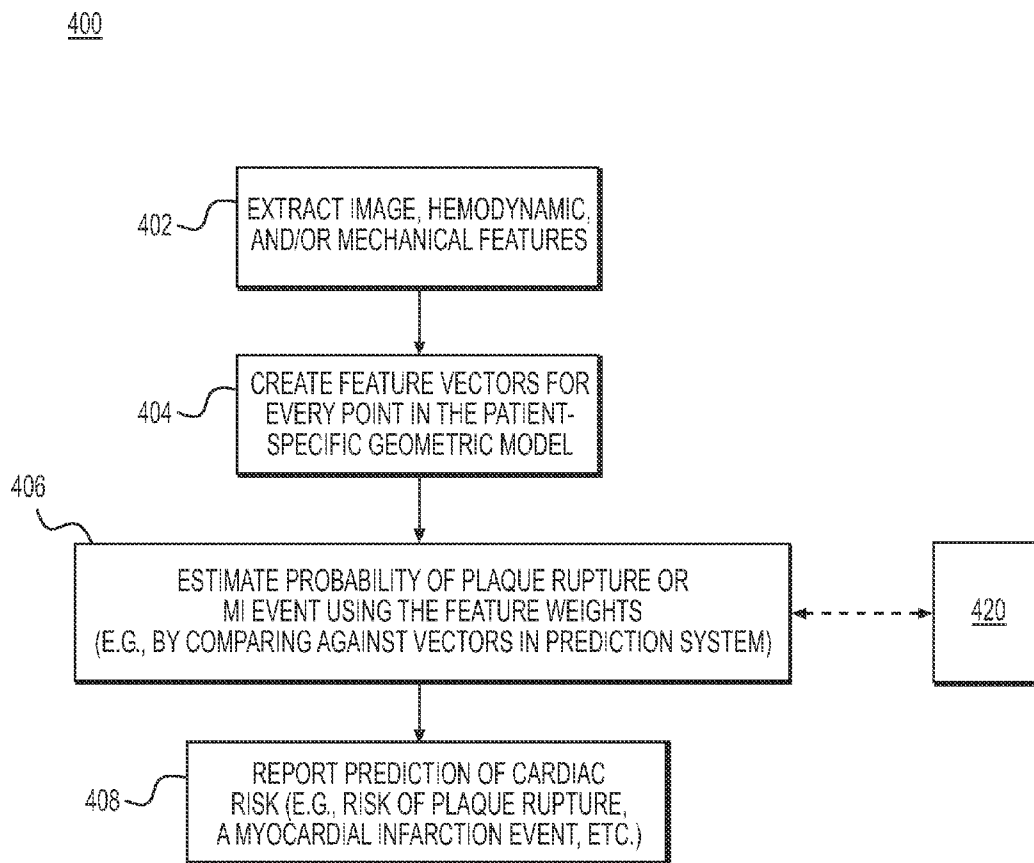 400
402
EXTRACT IMAGE, HEMODYNAMIC,
AND/OR MECHANICAL FEATURES
404
CREATE FEATURE VECTORS FOR
EVERY POINT IN THE PATIENT-
SPECIFIC GEOMETRIC MODEL
406
ESTIMATE PROBABILITY OF PLAQUE RUPTURE OR
MI EVENT USING THE FEATURE WEIGHTS
(E.G., BY COMPARING AGAINST VECTORS IN PREDICTION SYSTEM)
420
408
REPORT PREDICTION OF CARDIAC
RISK (E.G., RISK OF PLAQUE RUPTURE,
A MYOCARDIAL INFARCTION EVENT, ETC.)